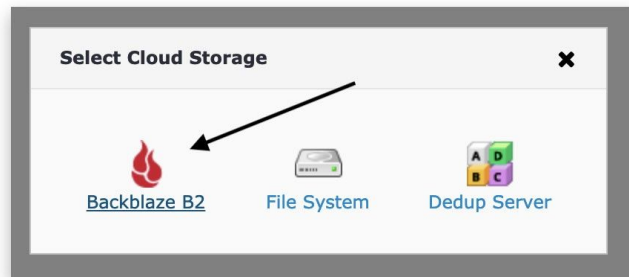 Select Cloud Storage
Backblaze B2 File System Dedup Server
A D
B C